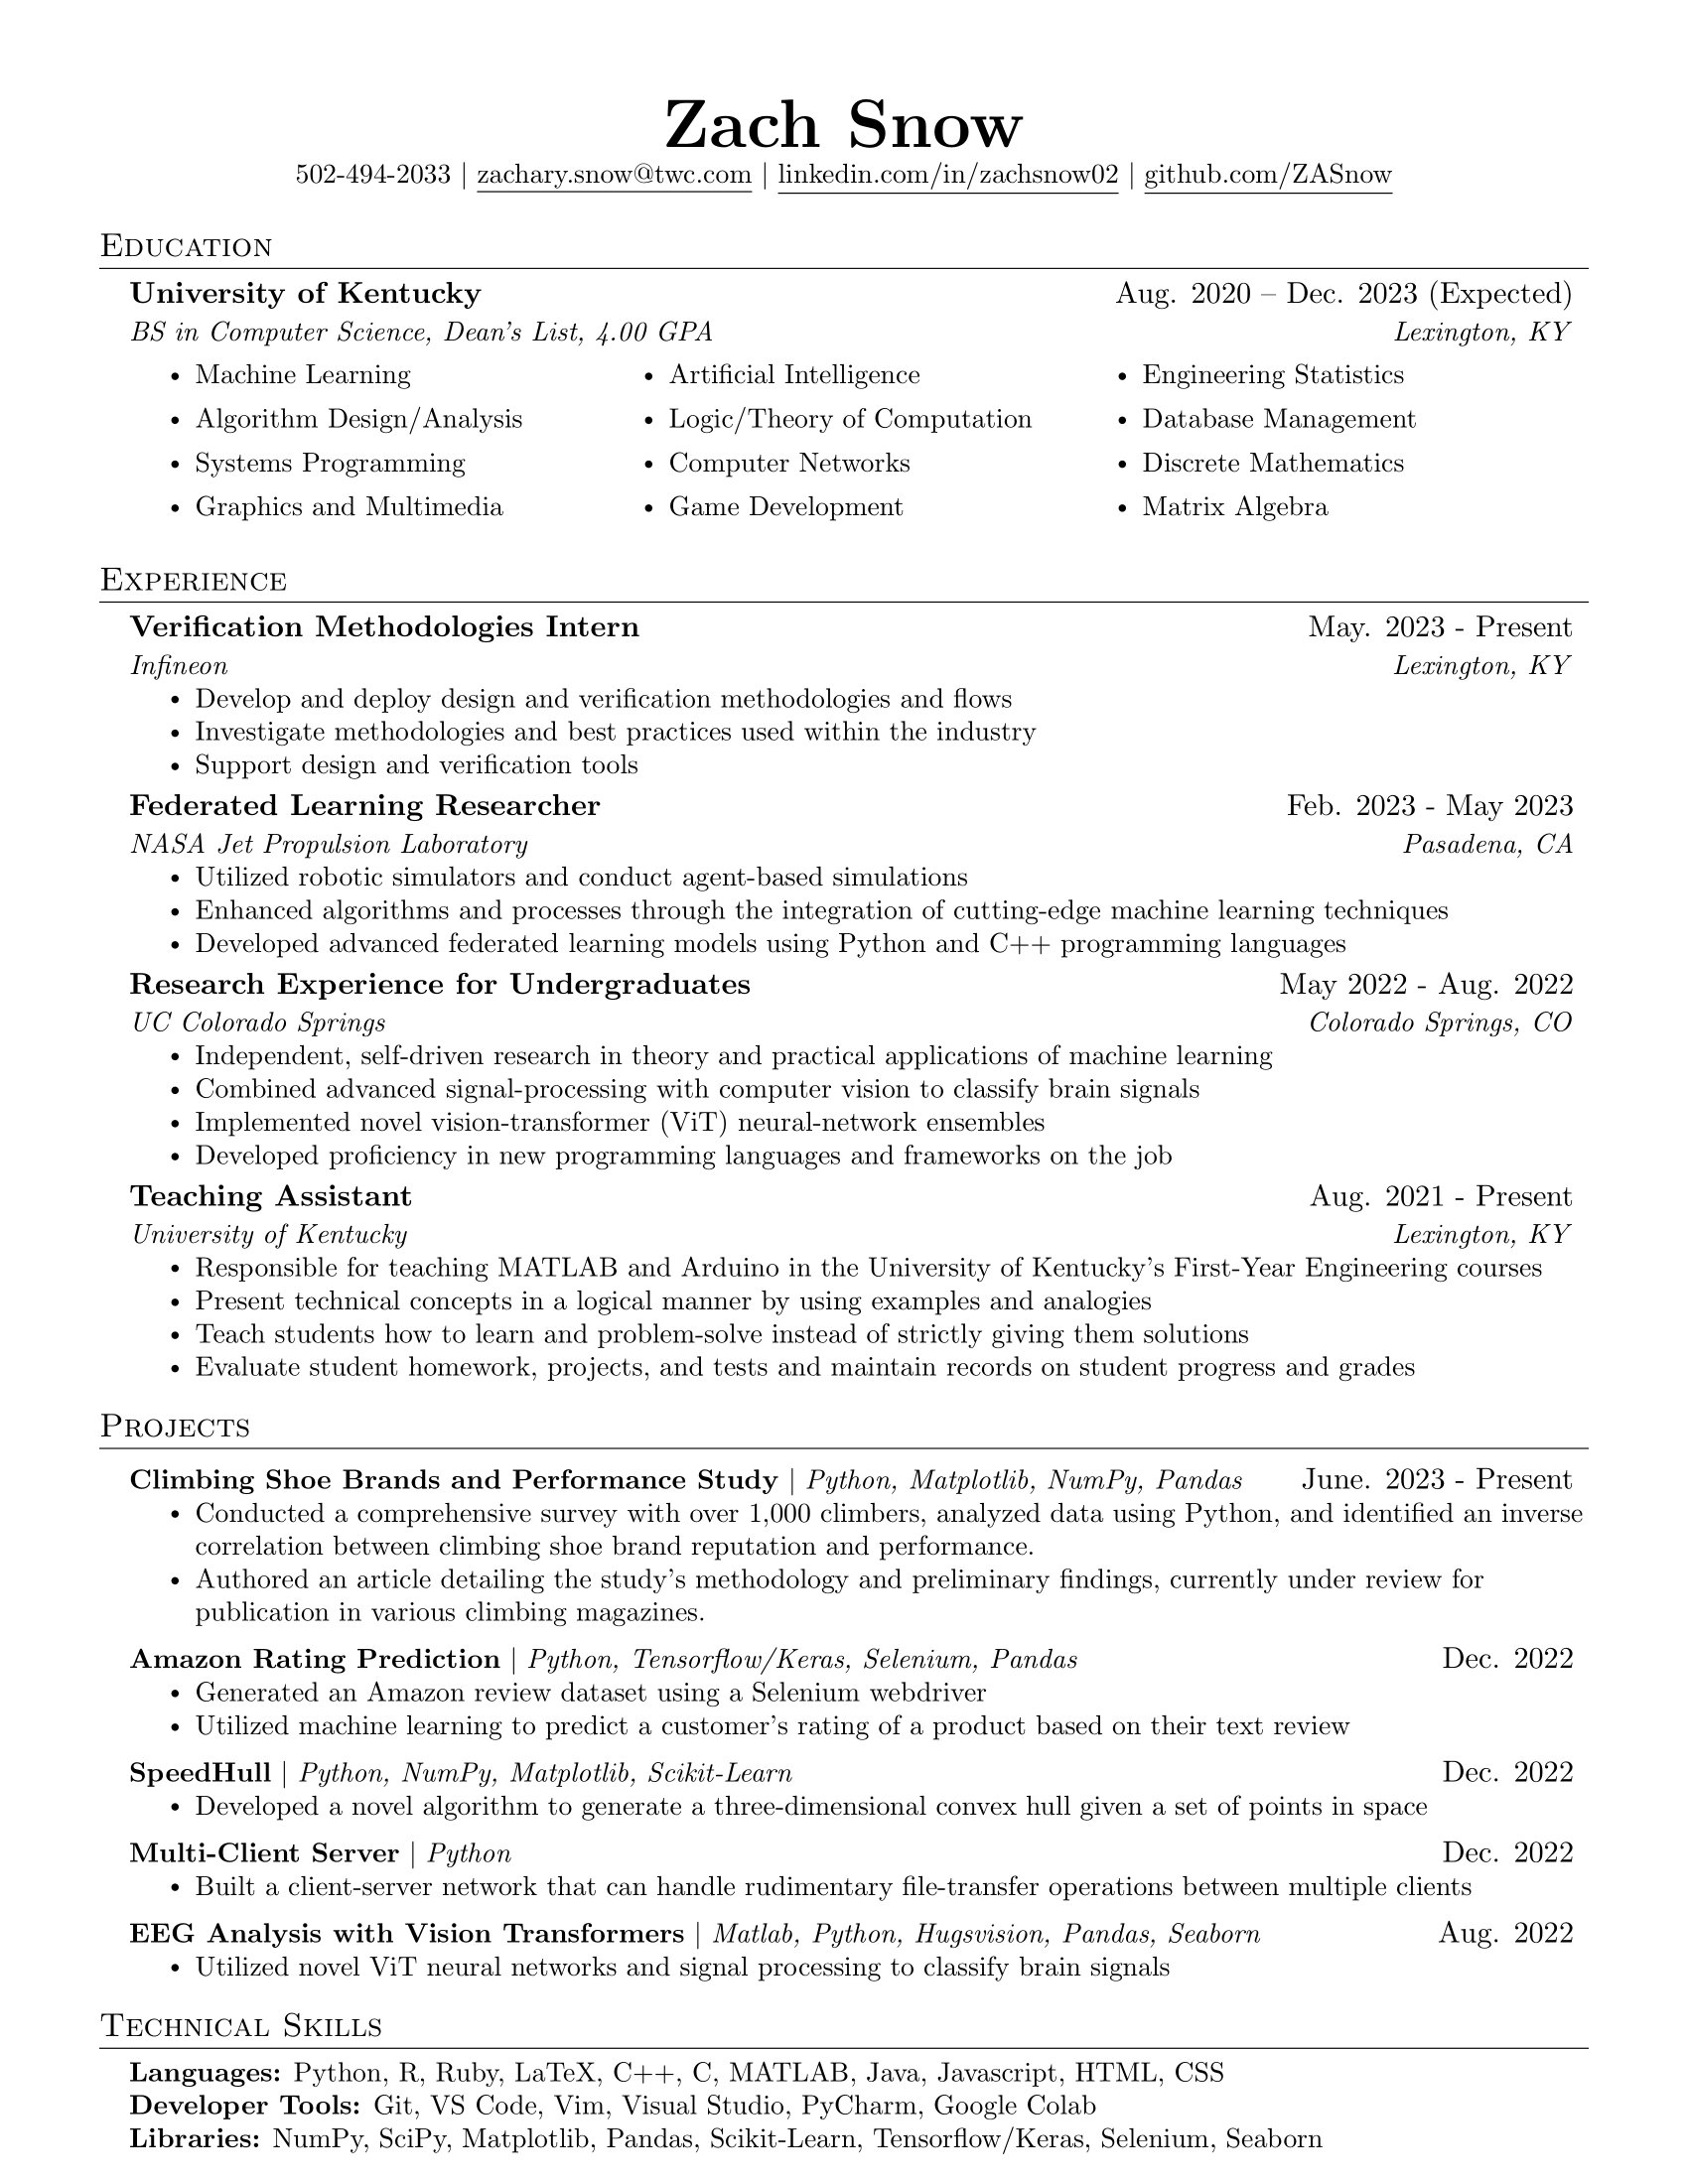 Zach Snow
502-494-2033 | zachary.snow@twc.com | linkedin.com/in/zachsnow02 | github.com/ZASnow
Education
University of Kentucky Aug. 2020 – Dec. 2023 (Expected)
BS in Computer Science, Dean's List, 4.00 GPA Lexington, KY
• Machine Learning • Artificial Intelligence • Engineering Statistics
• Algorithm Design/Analysis • Logic/Theory of Computation • Database Management
• Systems Programming • Computer Networks • Discrete Mathematics
• Graphics and Multimedia • Game Development • Matrix Algebra
Experience
Verification Methodologies Intern May. 2023 - Present
Infineon Lexington, KY
• Develop and deploy design and verification methodologies and flows
• Investigate methodologies and best practices used within the industry
• Support design and verification tools
Federated Learning Researcher Feb. 2023 - May 2023
NASA Jet Propulsion Laboratory Pasadena, CA
• Utilized robotic simulators and conduct agent-based simulations
• Enhanced algorithms and processes through the integration of cutting-edge machine learning techniques
• Developed advanced federated learning models using Python and C++ programming languages
Research Experience for Undergraduates May 2022 - Aug. 2022
UC Colorado Springs Colorado Springs, CO
• Independent, self-driven research in theory and practical applications of machine learning
• Combined advanced signal-processing with computer vision to classify brain signals
• Implemented novel vision-transformer (ViT) neural-network ensembles
• Developed proficiency in new programming languages and frameworks on the job
Teaching Assistant Aug. 2021 - Present
University of Kentucky Lexington, KY
• Responsible for teaching MATLAB and Arduino in the University of Kentucky's First-Year Engineering courses
• Present technical concepts in a logical manner by using examples and analogies
• Teach students how to learn and problem-solve instead of strictly giving them solutions
• Evaluate student homework, projects, and tests and maintain records on student progress and grades
Projects
Climbing Shoe Brands and Performance Study | Python, Matplotlib, NumPy, Pandas June. 2023 - Present
• Conducted a comprehensive survey with over 1,000 climbers, analyzed data using Python, and identified an inverse
correlation between climbing shoe brand reputation and performance.
• Authored an article detailing the study's methodology and preliminary findings, currently under review for
publication in various climbing magazines.
Amazon Rating Prediction | Python, Tensorflow/Keras, Selenium, Pandas Dec. 2022
• Generated an Amazon review dataset using a Selenium webdriver
• Utilized machine learning to predict a customer's rating of a product based on their text review
SpeedHull | Python, NumPy, Matplotlib, Scikit-Learn Dec. 2022
• Developed a novel algorithm to generate a three-dimensional convex hull given a set of points in space
Multi-Client Server | Python Dec. 2022
• Built a client-server network that can handle rudimentary file-transfer operations between multiple clients
EEG Analysis with Vision Transformers | Matlab, Python, Hugsvision, Pandas, Seaborn Aug. 2022
• Utilized novel ViT neural networks and signal processing to classify brain signals
Technical Skills
Languages: Python, R, Ruby, LaTeX, C++, C, MATLAB, Java, Javascript, HTML, CSS
Developer Tools: Git, VS Code, Vim, Visual Studio, PyCharm, Google Colab
Libraries: NumPy, SciPy, Matplotlib, Pandas, Scikit-Learn, Tensorflow/Keras, Selenium, Seaborn